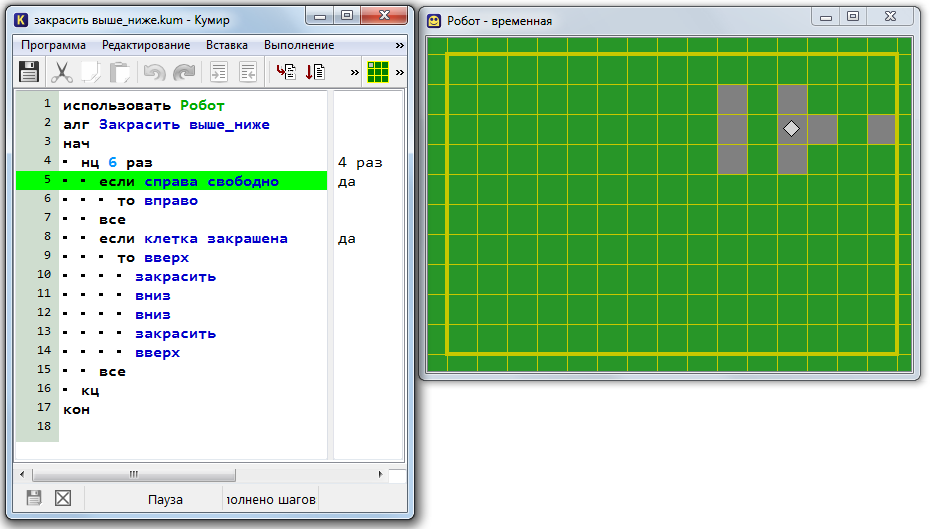 закрасить выше_ниже.kum - Кумир
Программа Редактирование Вставка Выполнение »
» »
1 использовать Робот
2 алг Закрасить выше_ниже
3 нач
4 нц 6 раз 4 раз
5 если справа свободно да
6 то вправо
7 все
8 если клетка закрашена да
9 то вверх
10 закрасить
11 вниз
12 вниз
13 закрасить
14 вверх
15 все
16 кц
17 кон
18
Пауза олнено шагов
Робот - временная